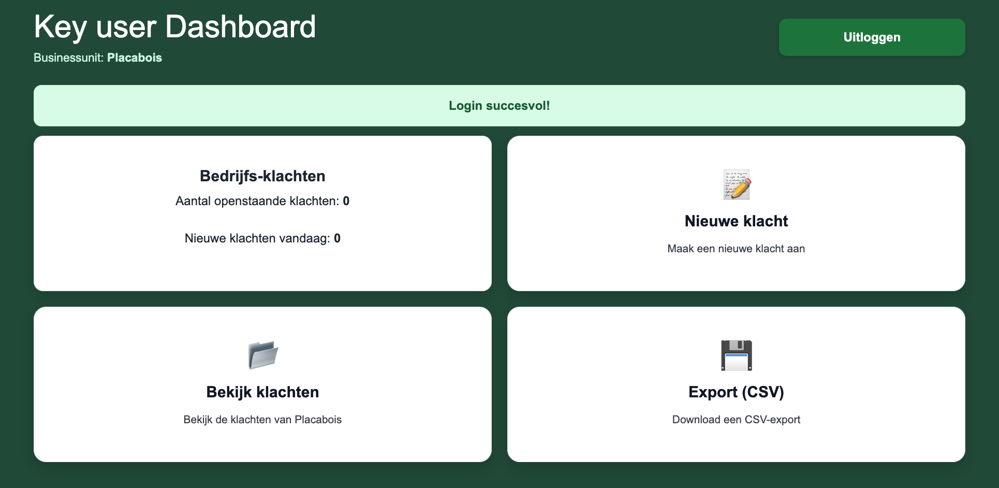 Key user Dashboard
Uitloggen
Businessunit: Placabois
Login succesvol!
Bedrijfs-klachten
Aantal openstaande klachten: 0
Nieuwe klachten vandaag: 0
Nieuwe klacht
Maak een nieuwe klacht aan
Bekijk klachten
Bekijk de klachten van Placabois
Export (CSV)
Download een CSV-export